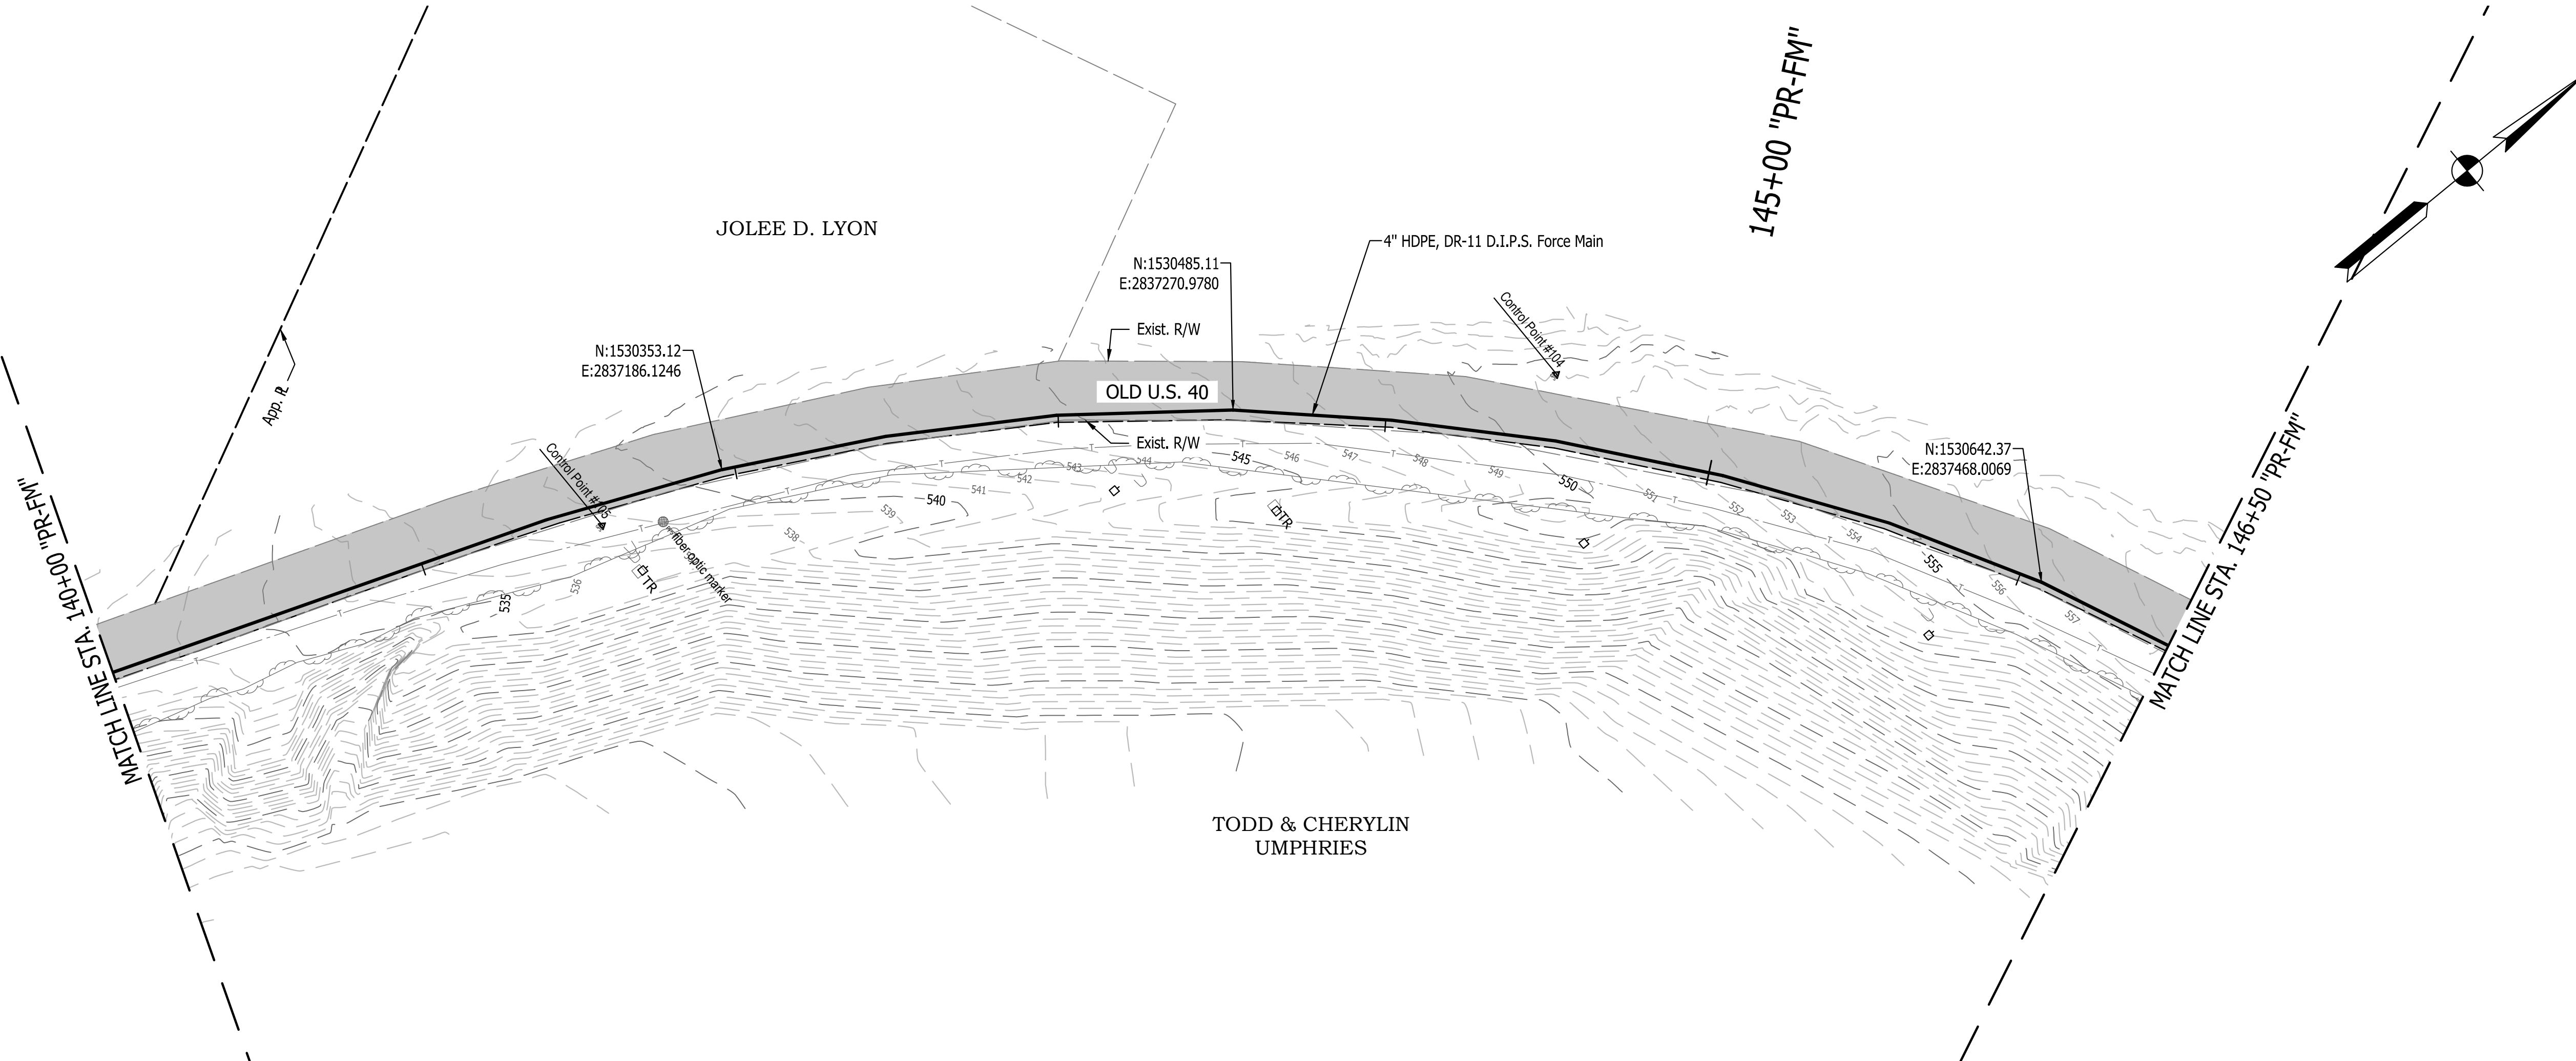 145+00 "PR-FM"
JOLEE D. LYON
4" HDPE, DR-11 D.I.P.S. Force Main
N:1530485.11
E:2837270.9780
Control Point #104
Exist. R/W
N:1530353.12
E:2837186.1246
App. PL
OLD U.S. 40
Exist. R/W
Control Point #105
N:1530642.37
E:2837468.0069
MATCH LINE STA. 140+00 "PR-FM"
MATCH LINE STA. 146+50 "PR-FM"
fiber optic marker
TR
TR
535
536
538
539
540
541
542
543
544
545
546
547
548
549
550
551
552
553
554
555
556
557
T
T
T
T
T
T
T
T
T
T
T
T
TODD & CHERYLIN
UMPHRIES